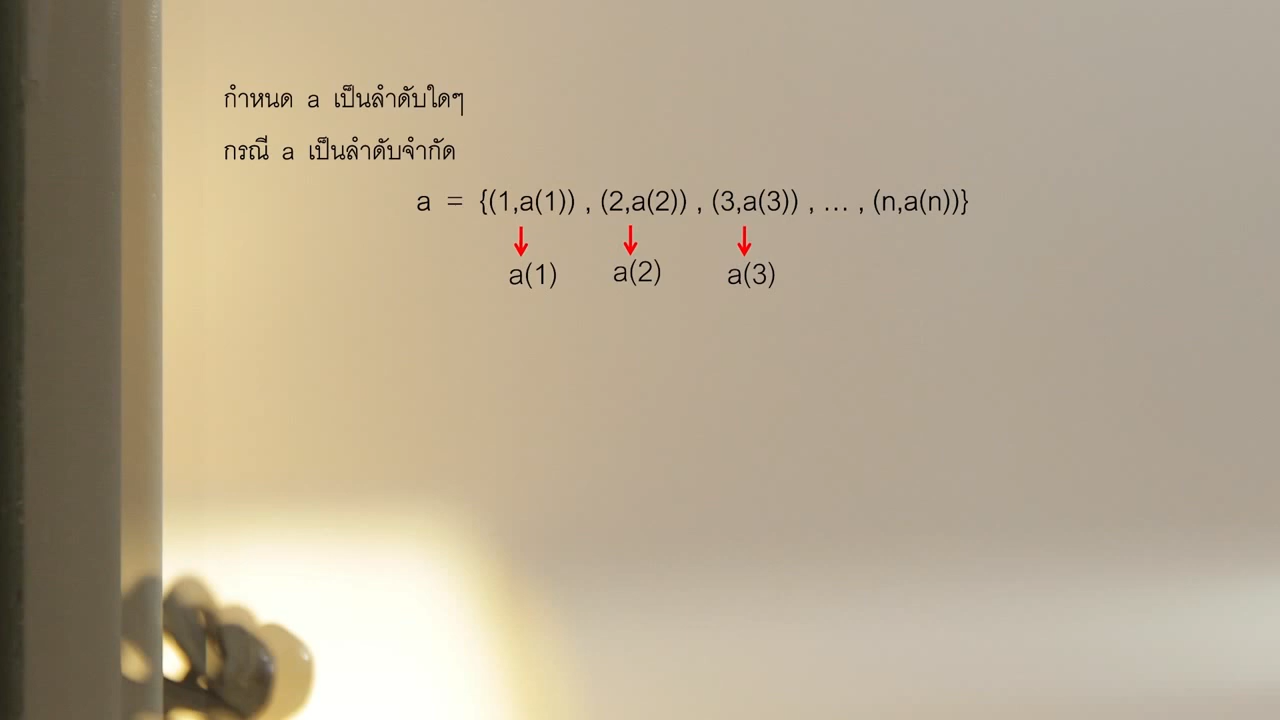 กำหนด a เป็นลำดับใดๆ
กรณี a เป็นลำดับจำกัด
a = {(1,a(1)) , (2,a(2)) , (3,a(3)) , … , (n,a(n))}
a(1) a(2) a(3)